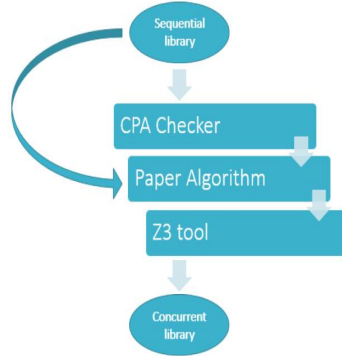 Sequential
library
CPA Checker
Paper Algorithm
Z3 tool
Concurrent
library